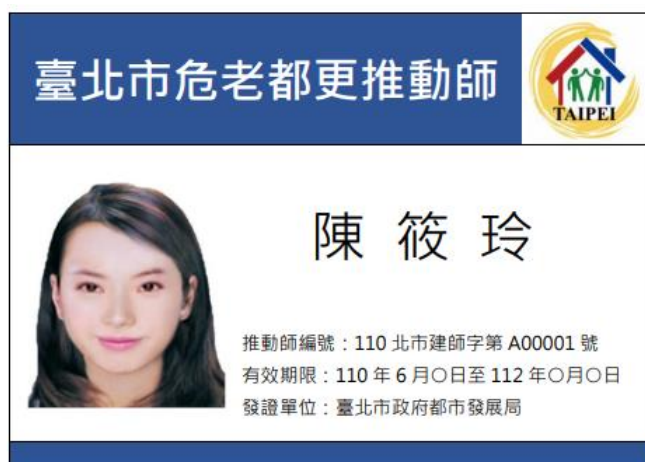 臺北市危老都更推動師
TAIPEI
陳筱玲
推動師編號：110 北市建師字第 A00001 號
有效期限：110 年 6 月○日至 112 年○月○日
發證單位：臺北市政府都市發展局